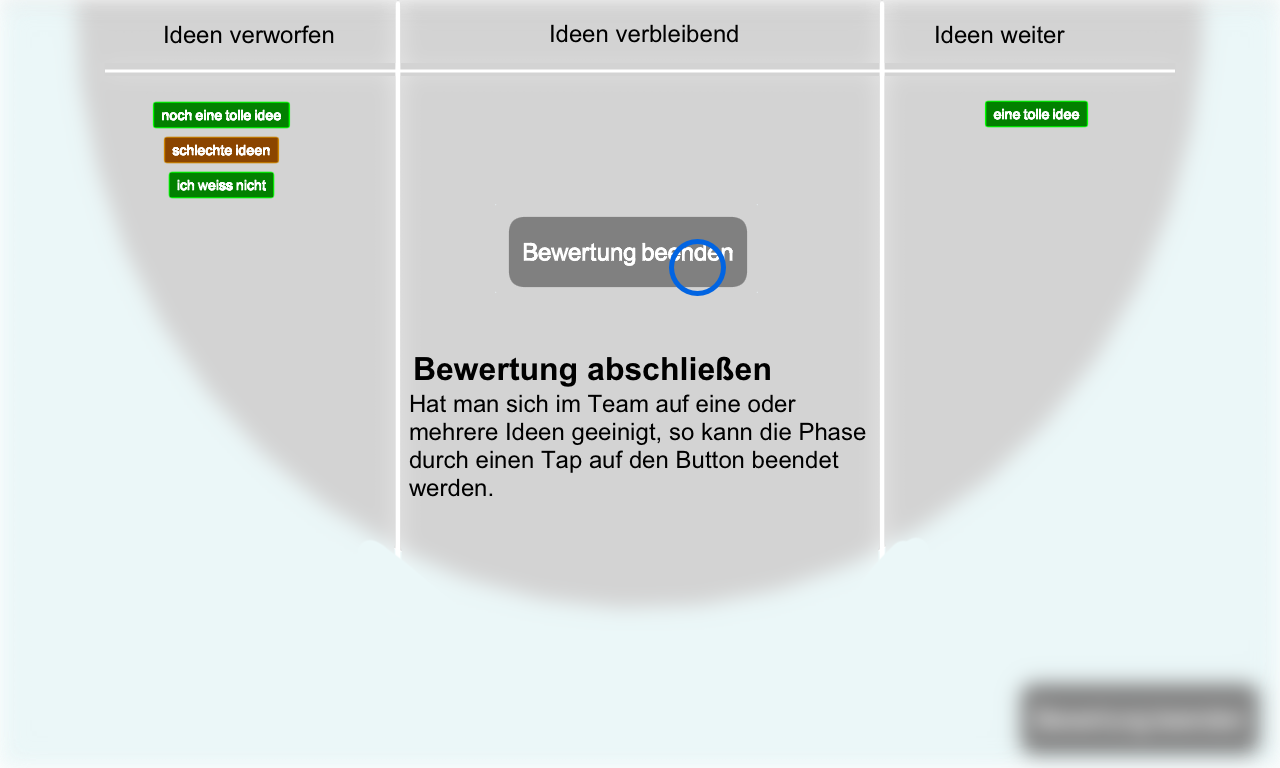 Ideen verworfen
Ideen verbleibend
Ideen weiter
noch eine tolle idee
schlechte ideen
ich weiss nicht
eine tolle idee
Bewertung beenden
Bewertung abschließen
Hat man sich im Team auf eine oder
mehrere Ideen geeinigt, so kann die Phase
durch einen Tap auf den Button beendet
werden.